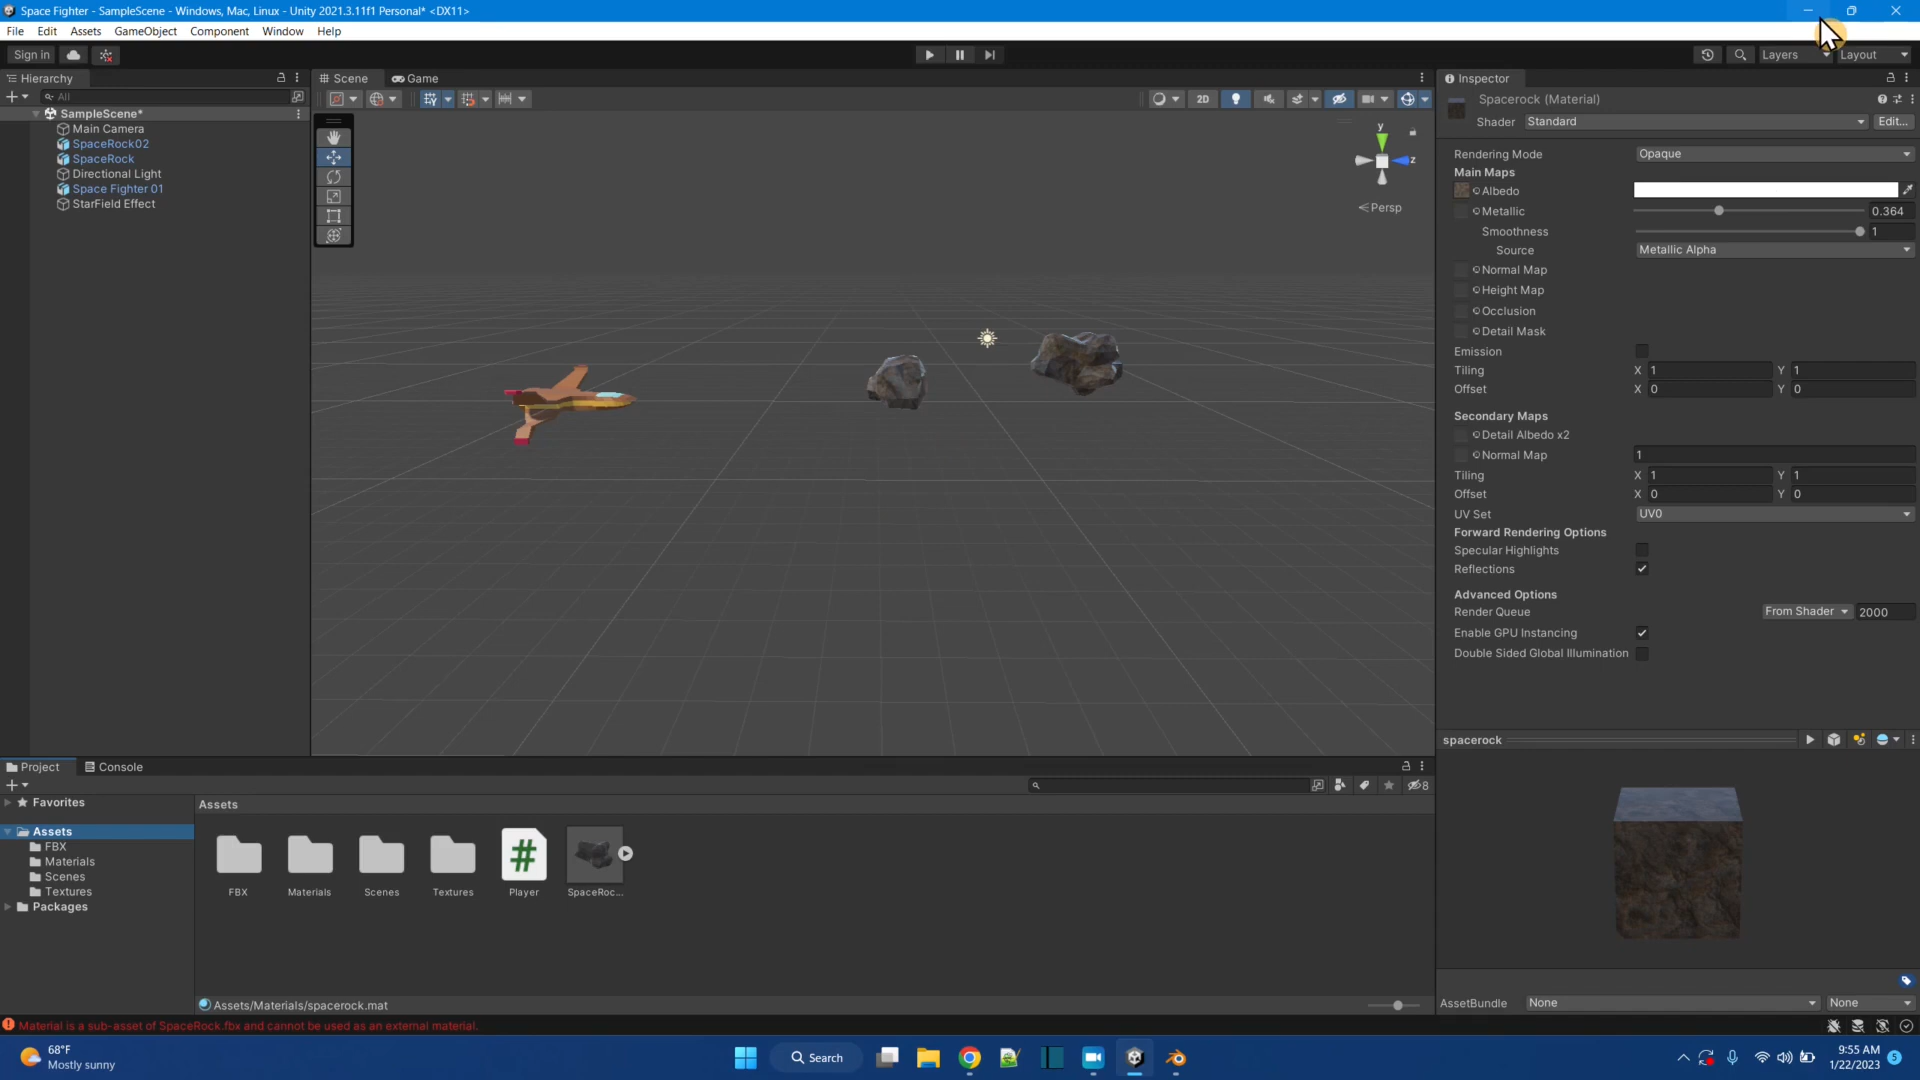 Space Fighter - SampleScene - Windows, Mac, Linux - Unity 2021.3.11f1 Personal* <DX11>
File Edit Assets GameObject Component Window Help
Sign in Layers Layout
Hierarchy Scene Game Inspector
All 2D Spacerock (Material)
SampleScene* Shader Standard Edit...
Main Camera
SpaceRock02
SpaceRock
Directional Light
Space Fighter 01
StarField Effect
y
z
Persp
Rendering Mode Opaque
Main Maps
Albedo
Metallic 0.364
Smoothness 1
Source Metallic Alpha
Normal Map
Height Map
Occlusion
Detail Mask
Emission
Tiling X 1 Y 1
Offset X 0 Y 0
Secondary Maps
Detail Albedo x2
Normal Map 1
Tiling X 1 Y 1
Offset X 0 Y 0
UV Set UV0
Forward Rendering Options
Specular Highlights
Reflections
Advanced Options
Render Queue From Shader 2000
Enable GPU Instancing
Double Sided Global Illumination
spacerock
Project Console
8
Favorites
Assets
FBX
Materials
Scenes
Textures
Packages
Assets
FBX Materials Scenes Textures Player SpaceRoc...
Assets/Materials/spacerock.mat
AssetBundle None None
Material is a sub-asset of SpaceRock.fbx and cannot be used as an external material.
68°F
Mostly sunny
Search
9:55 AM
1/22/2023
5